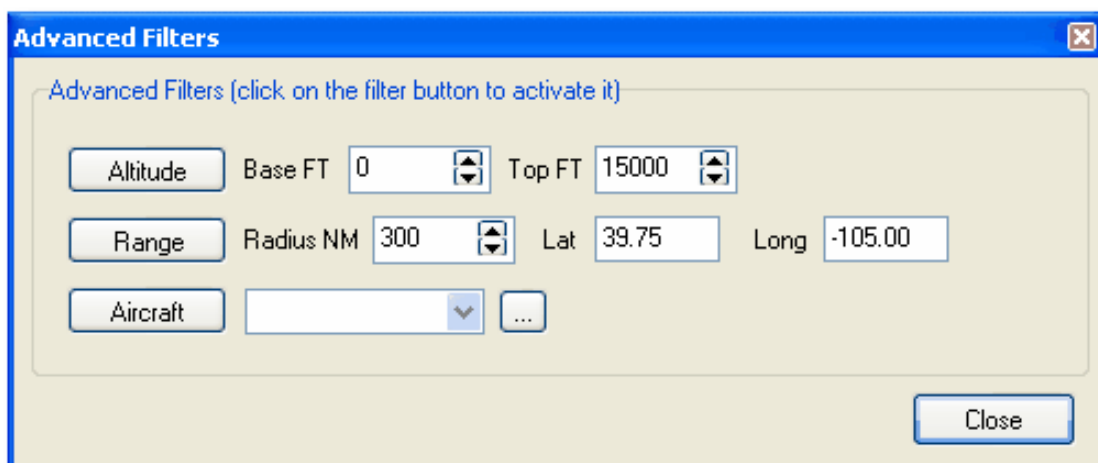 Advanced Filters
Advanced Filters (click on the filter button to activate it)
Altitude Base FT 0 Top FT 15000
Range Radius NM 300 Lat 39.75 Long -105.00
Aircraft ...
Close